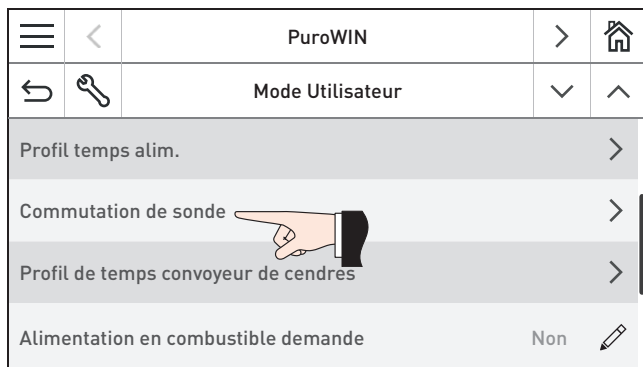 PuroWIN
Mode Utilisateur
Profil temps alim.
Commutation de sonde
Profil de temps convoyeur de cendres
Alimentation en combustible demande Non